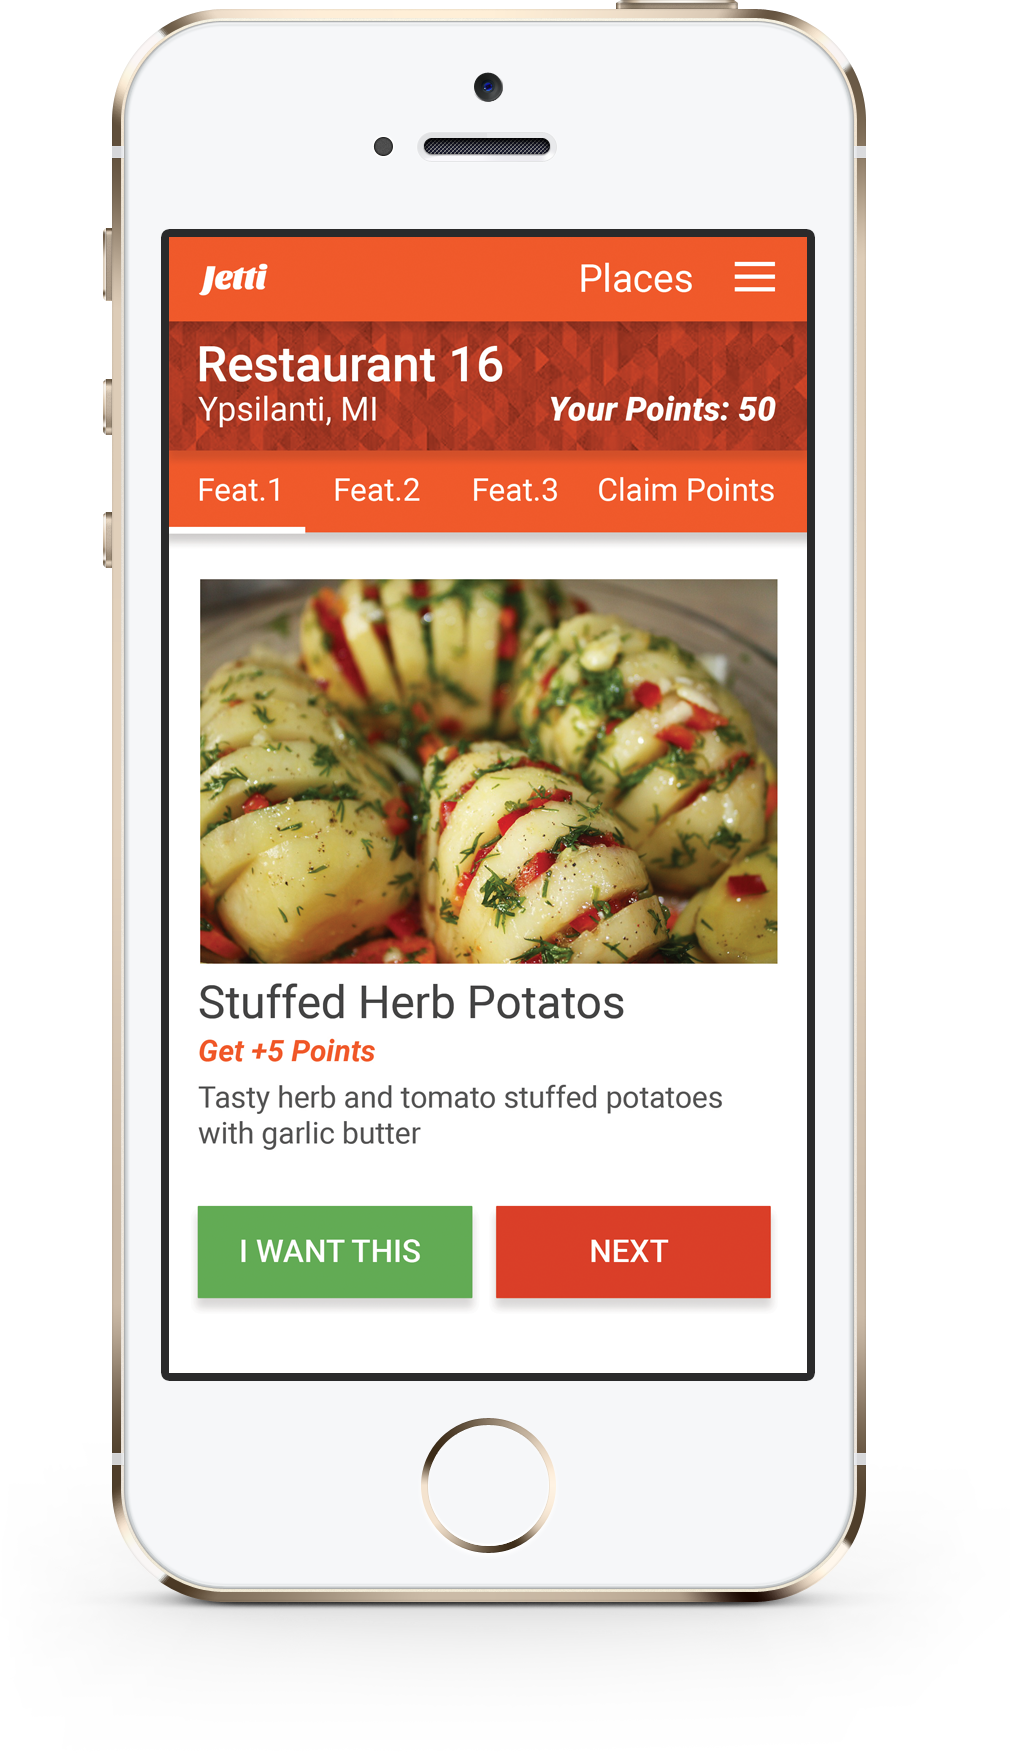 Jetti
Places
Restaurant 16
Ypsilanti, MI
Your Points: 50
Feat.1 Feat.2 Feat.3 Claim Points
Stuffed Herb Potatos
Get +5 Points
Tasty herb and tomato stuffed potatoes
with garlic butter
I WANT THIS
NEXT